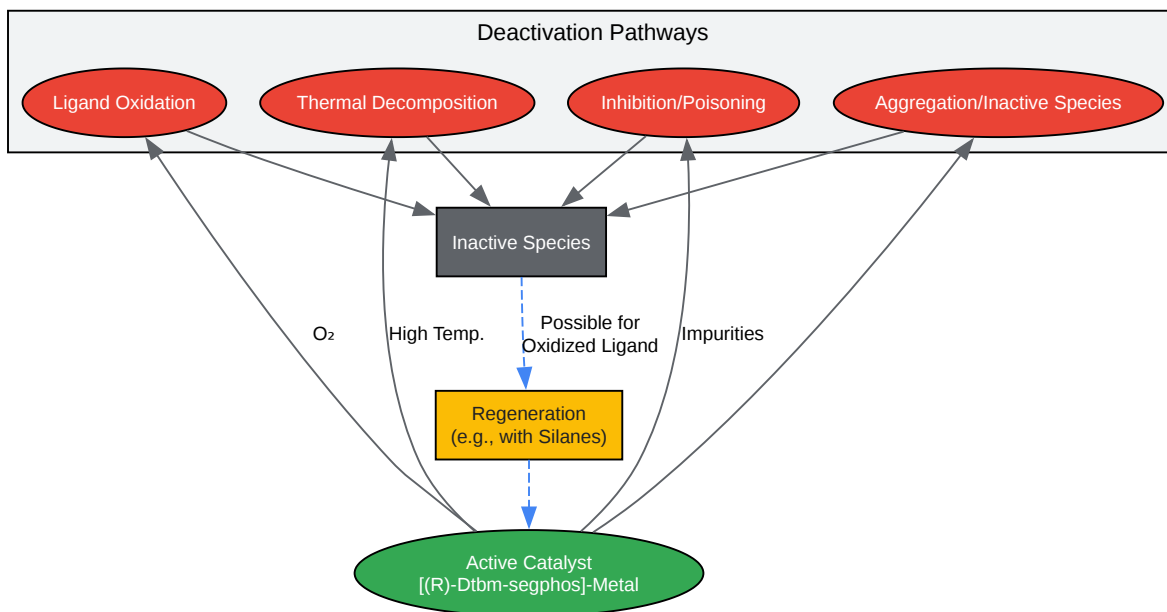 Deactivation Pathways
Ligand Oxidation
Thermal Decomposition
Inhibition/Poisoning
Aggregation/Inactive Species
Inactive Species
O₂
High Temp.
Possible for
Oxidized Ligand
Impurities
Regeneration
(e.g., with Silanes)
Active Catalyst
[(R)-Dtbm-segphos]-Metal